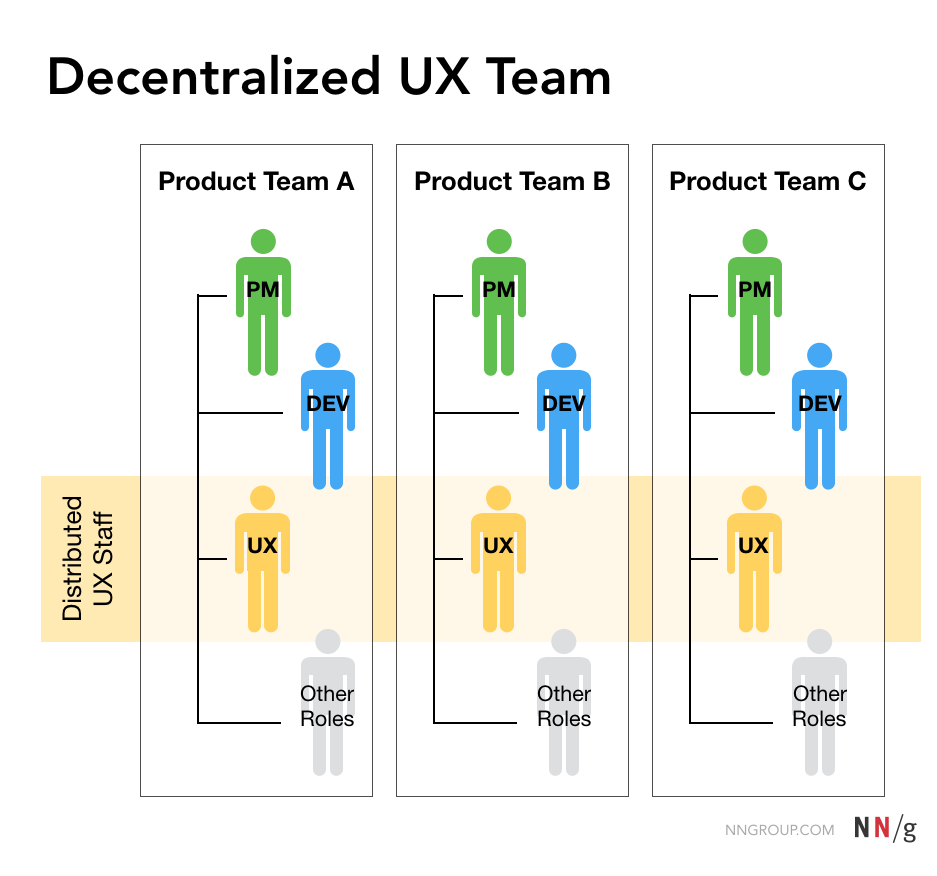 Decentralized UX Team
Product Team A
Product Team B
Product Team C
PM
PM
PM
DEV
DEV
DEV
Distributed
UX Staff
UX
UX
UX
Other
Roles
Other
Roles
Other
Roles
NNGROUP.COM
NN/g